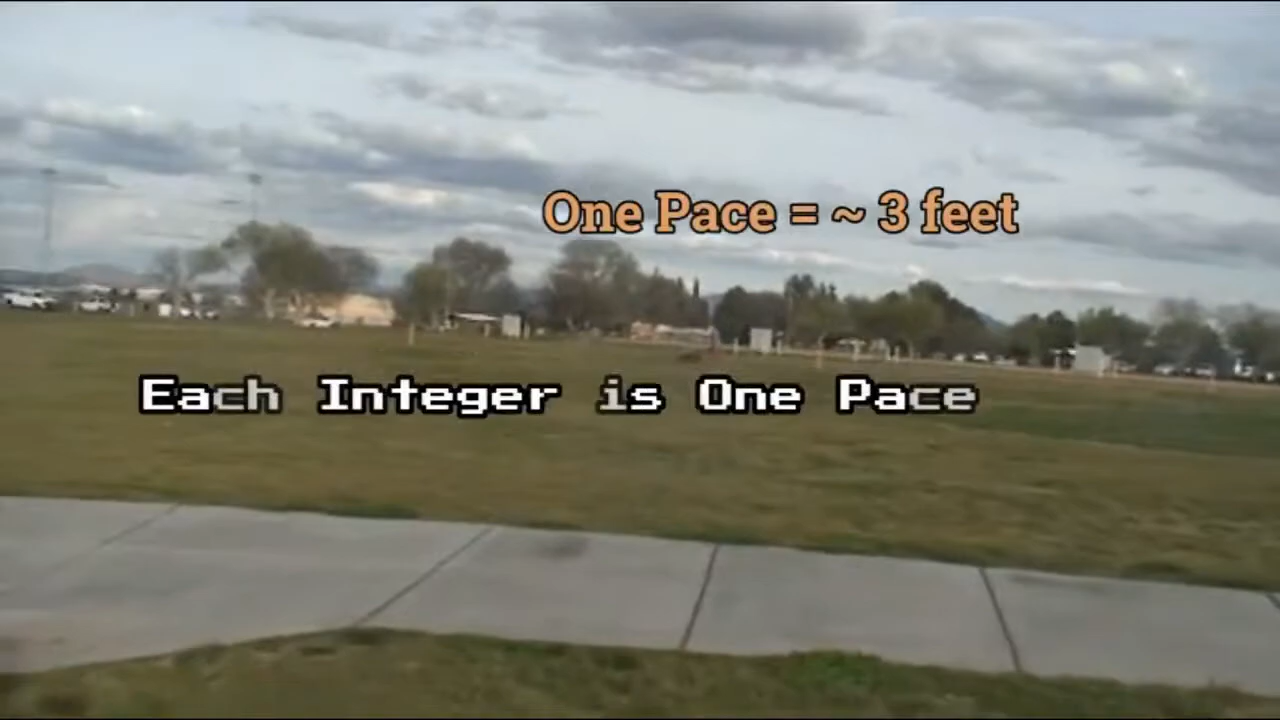 One Pace = ~ 3 feet
Each Integer is One Pace